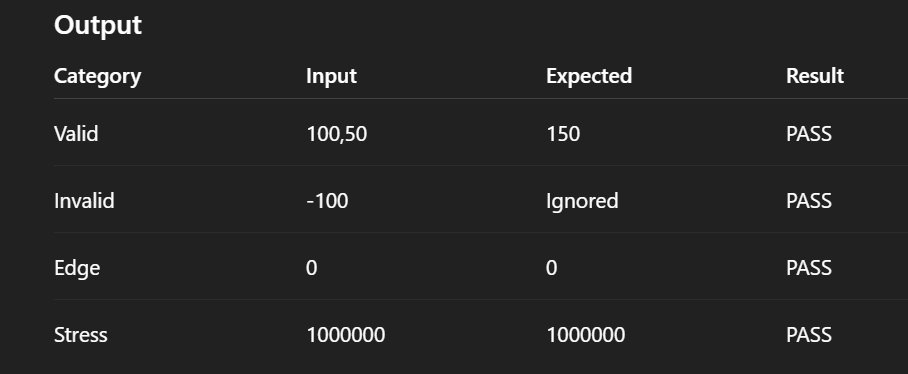 Output
Category Input Expected Result
Valid 100,50 150 PASS
Invalid -100 Ignored PASS
Edge 0 0 PASS
Stress 1000000 1000000 PASS